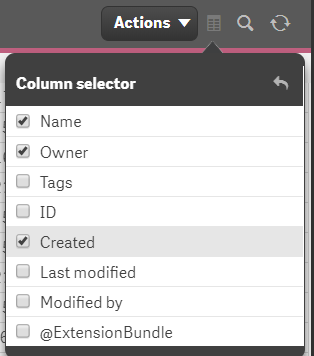 Actions
Column selector
Name
Owner
Tags
ID
Created
Last modified
Modified by
@ExtensionBundle